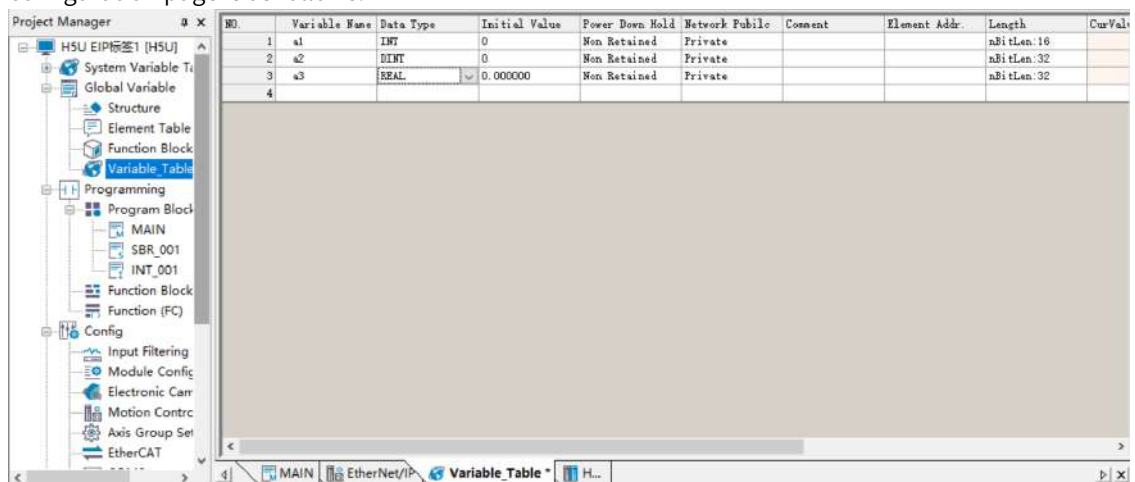 Project Manager
H5U EIP标签1 [H5U]
System Variable Ta
Global Variable
Structure
Element Table
Function Block
Variable_Table
Programming
Program Block
MAIN
SBR_001
INT_001
Function Block
Function (FC)
Config
Input Filtering
Module Config
Electronic Cam
Motion Contro
Axis Group Set
EtherCAT
NO. Variable Name Data Type Initial Value Power Down Hold Network Public Comment Element Addr. Length CurValu
1 a1 INT 0 Non Retained Private nBitLen:16
2 a2 DINT 0 Non Retained Private nBitLen:32
3 a3 REAL 0.000000 Non Retained Private nBitLen:32
4
MAIN EtherNet/IP Variable_Table * H...